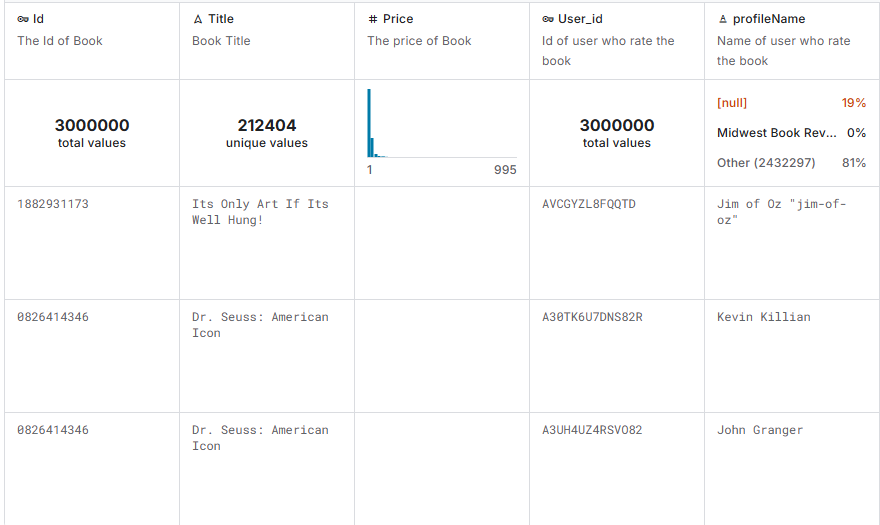 Id
Title
Price
User_id
profileName
The Id of Book
Book Title
The price of Book
Id of user who rate the
book
Name of user who rate
the book
3000000
total values
212404
unique values
1
995
3000000
total values
[null] 19%
Midwest Book Rev... 0%
Other (2432297) 81%
1882931173
Its Only Art If Its
Well Hung!
AVCGYZL8FQQTD
Jim of Oz "jim-of-
oz"
0826414346
Dr. Seuss: American
Icon
A30TK6U7DNS82R
Kevin Killian
0826414346
Dr. Seuss: American
Icon
A3UH4UZ4RSVO82
John Granger